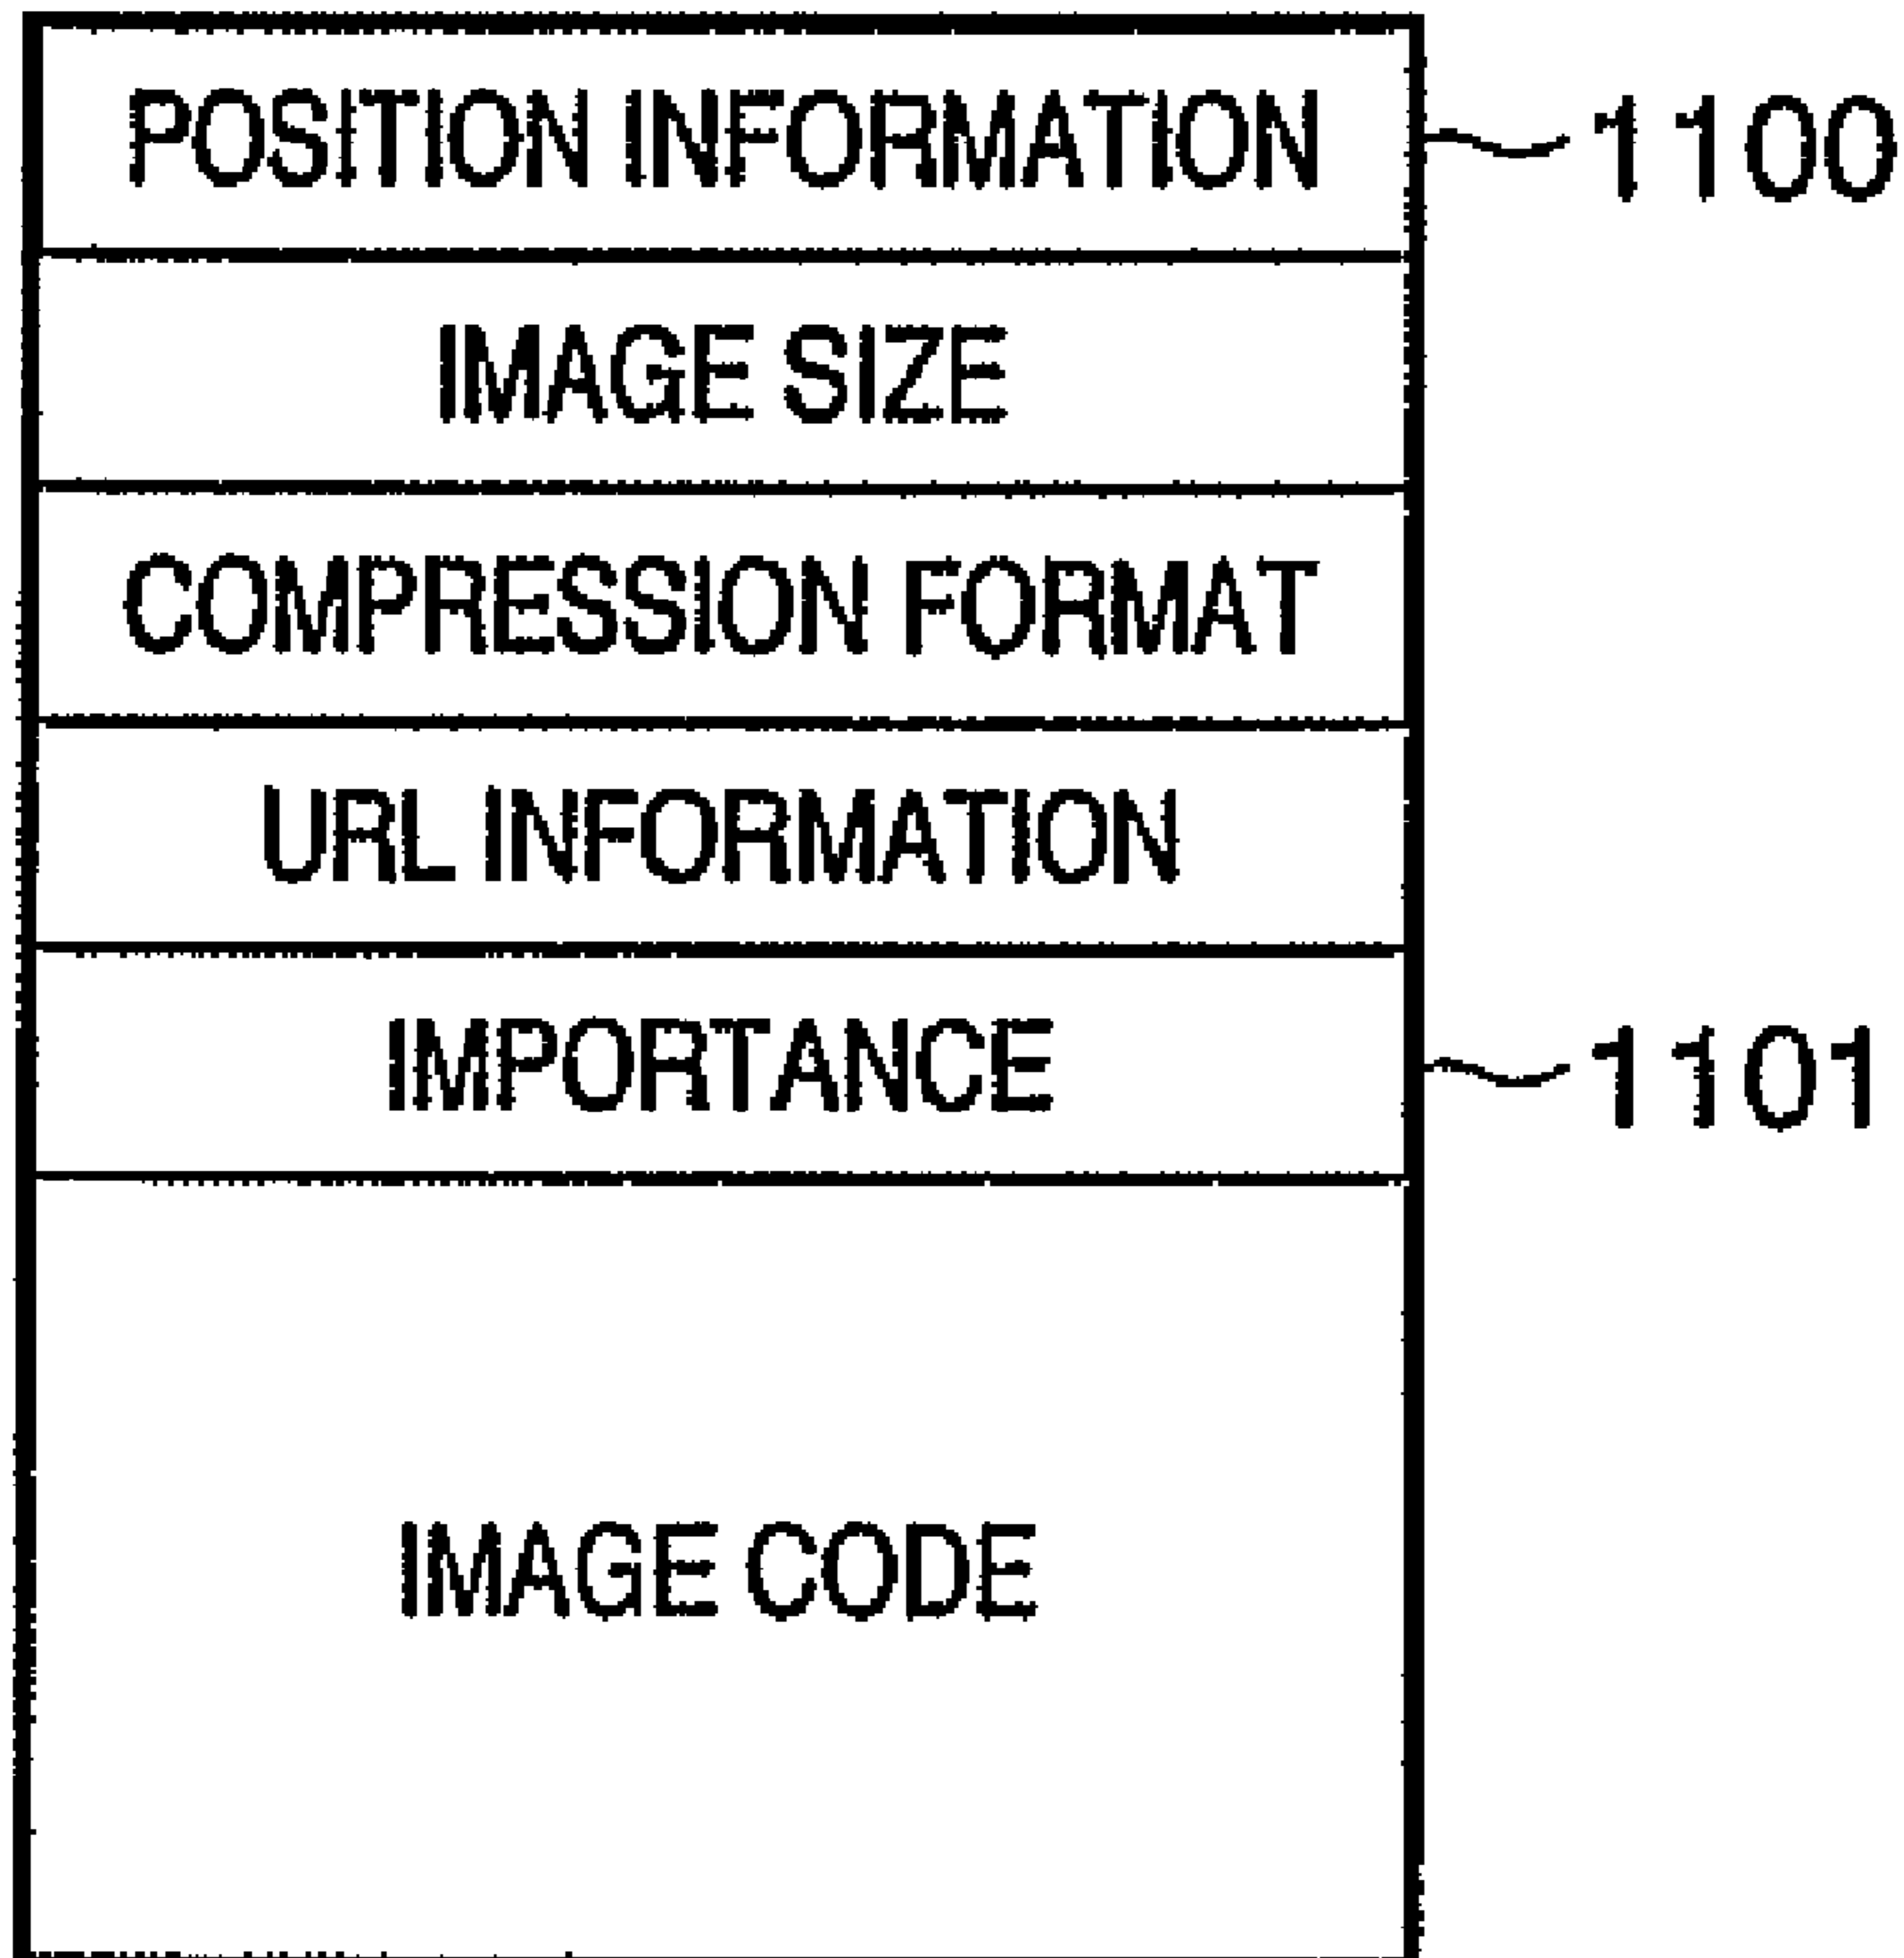 POSITION INFORMATION 1100
IMAGE SIZE
COMPRESSION FORMAT
URL INFORMATION
IMPORTANCE 1101
IMAGE CODE